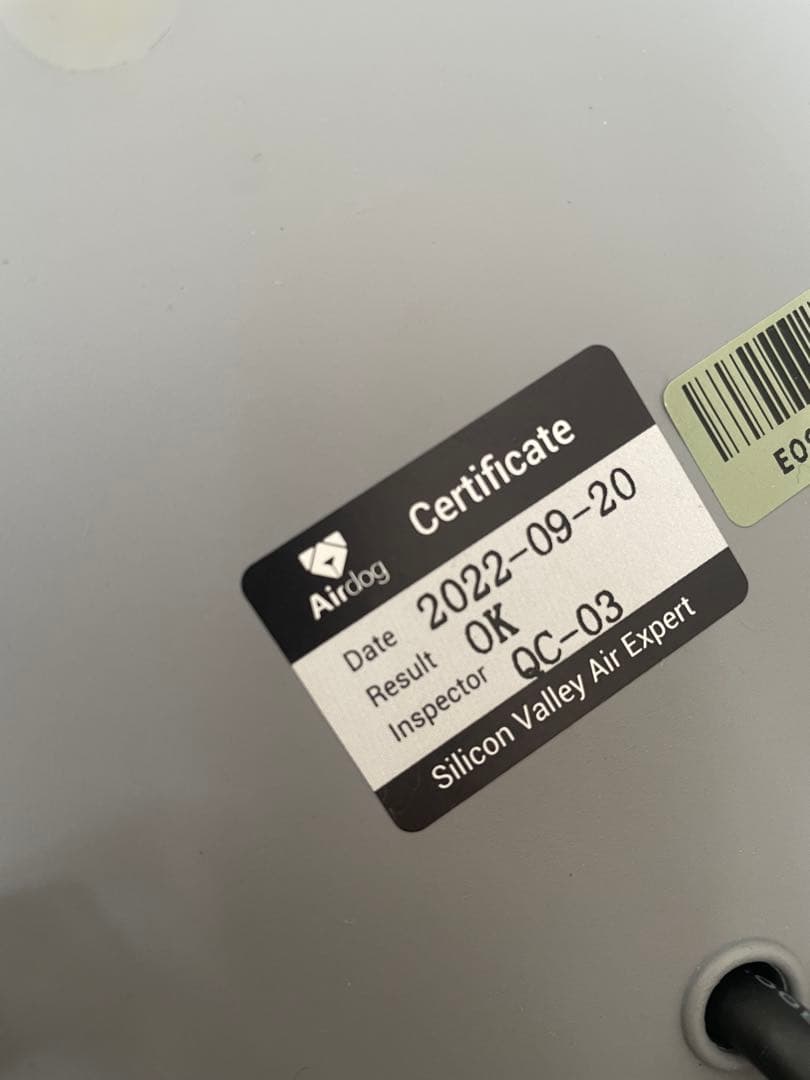 Airdog
Certificate
Date 2022-09-20
Result OK
Inspector QC-03
Silicon Valley Air Expert